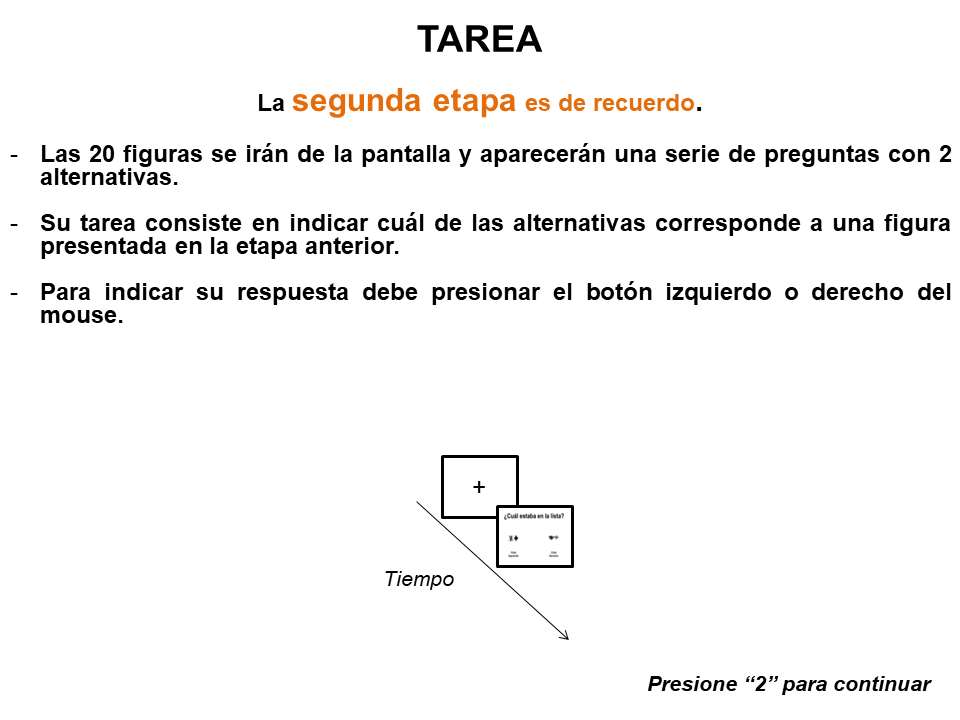 TAREA
La segunda etapa es de recuerdo.
- Las 20 figuras se irán de la pantalla y aparecerán una serie de preguntas con 2
alternativas.
- Su tarea consiste en indicar cuál de las alternativas corresponde a una figura
presentada en la etapa anterior.
- Para indicar su respuesta debe presionar el botón izquierdo o derecho del
mouse.
+
¿Cuál estaba en la lista?
Tiempo
Presione “2” para continuar